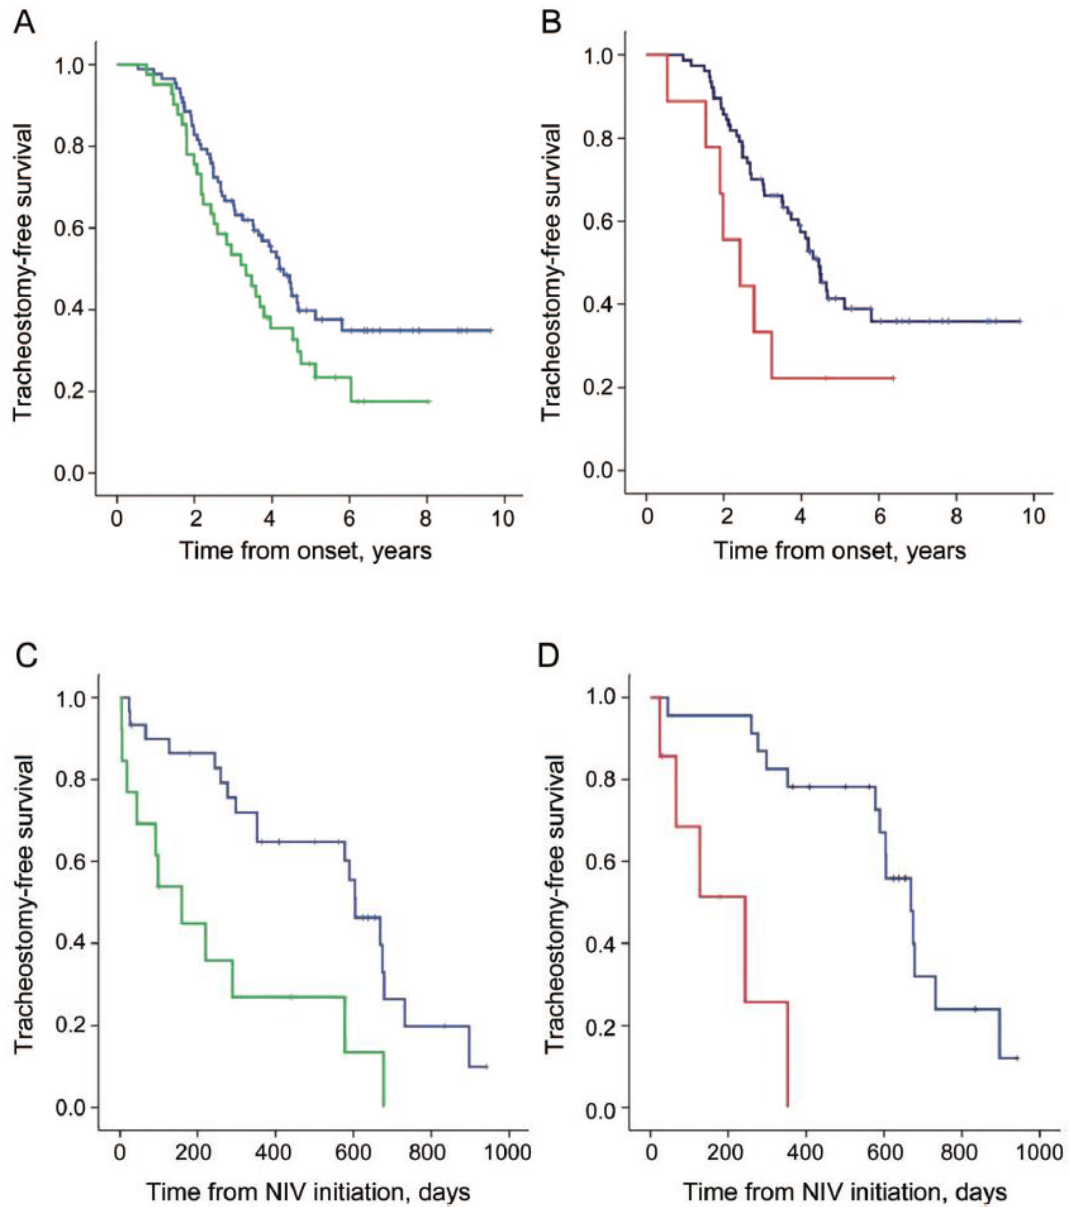 A
1.0
0.8
0.6
0.4
0.2
0.0
Tracheostomy-free survival
0 2 4 6 8 10
Time from onset, years
B
1.0
0.8
0.6
0.4
0.2
0.0
Tracheostomy-free survival
0 2 4 6 8 10
Time from onset, years
C
1.0
0.8
0.6
0.4
0.2
0.0
Tracheostomy-free survival
0 200 400 600 800 1000
Time from NIV initiation, days
D
1.0
0.8
0.6
0.4
0.2
0.0
Tracheostomy-free survival
0 200 400 600 800 1000
Time from NIV initiation, days